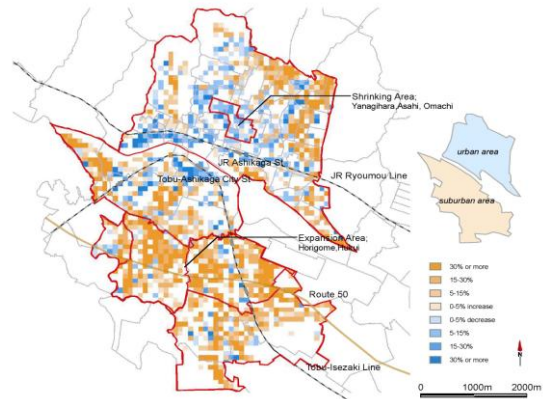 Shrinking Area;
Yanagihara,Asahi, Omachi
JR Ashikaga St
JR Ryoumou Line
Tobu-Ashikaga City St
Expansion Area;
Horigome,Hukui
Route 50
Tobu-Isezaki Line
urban area
suburban area
30% or more
15-30%
5-15%
0-5% increase
0-5% decrease
5-15%
15-30%
30% or more
N
0 1000m 2000m